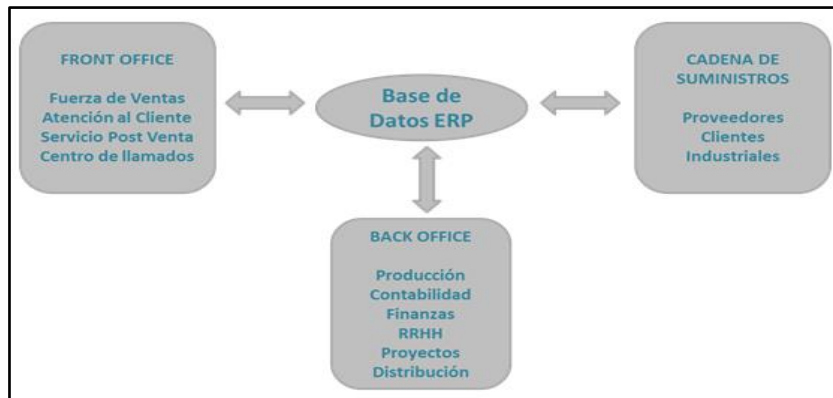 FRONT OFFICE
Fuerza de Ventas
Atención al Cliente
Servicio Post Venta
Centro de llamados
Base de
Datos ERP
CADENA DE
SUMINISTROS
Proveedores
Clientes
Industriales
BACK OFFICE
Producción
Contabilidad
Finanzas
RRHH
Proyectos
Distribución